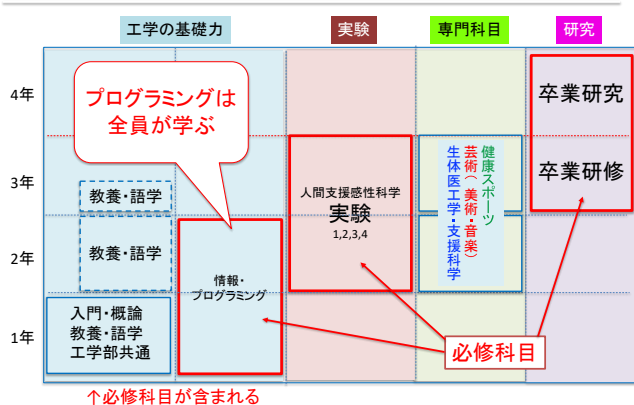 工学の基礎力
実験
専門科目
研究
4年
3年
2年
1年
プログラミングは
全員が学ぶ
教養・語学
教養・語学
入門・概論
教養・語学
工学部共通
情報・
プログラミング
人間支援感性科学
実験
1,2,3,4
健康スポーツ
芸術(美術・音楽)
生体医工学・支援科学
卒業研究
卒業研修
必修科目
↑必修科目が含まれる